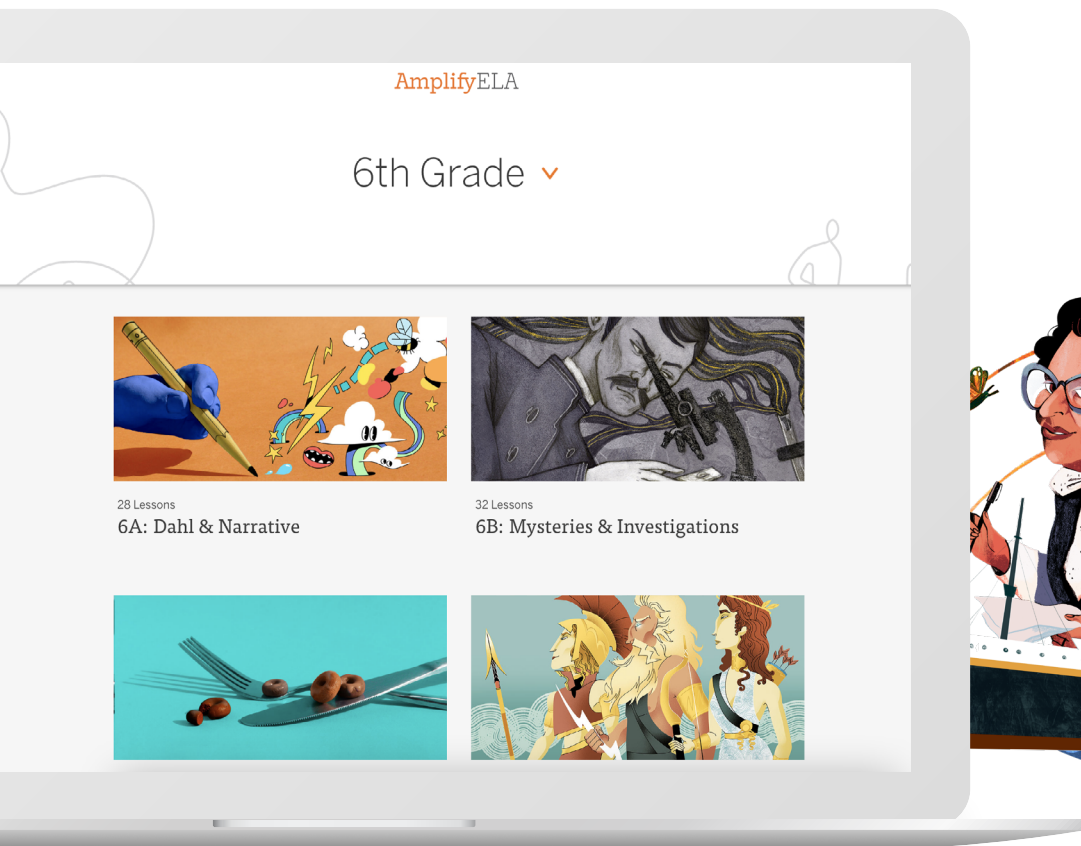 AmplifyELA
6th Grade
28 Lessons
6A: Dahl & Narrative
32 Lessons
6B: Mysteries & Investigations